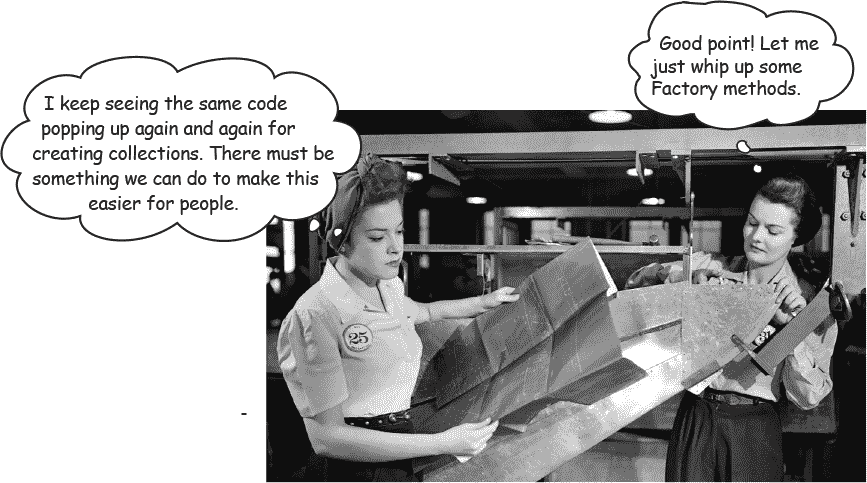 I keep seeing the same code
popping up again and again for
creating collections. There must be
something we can do to make this
easier for people.
Good point! Let me
just whip up some
Factory methods.
25
-